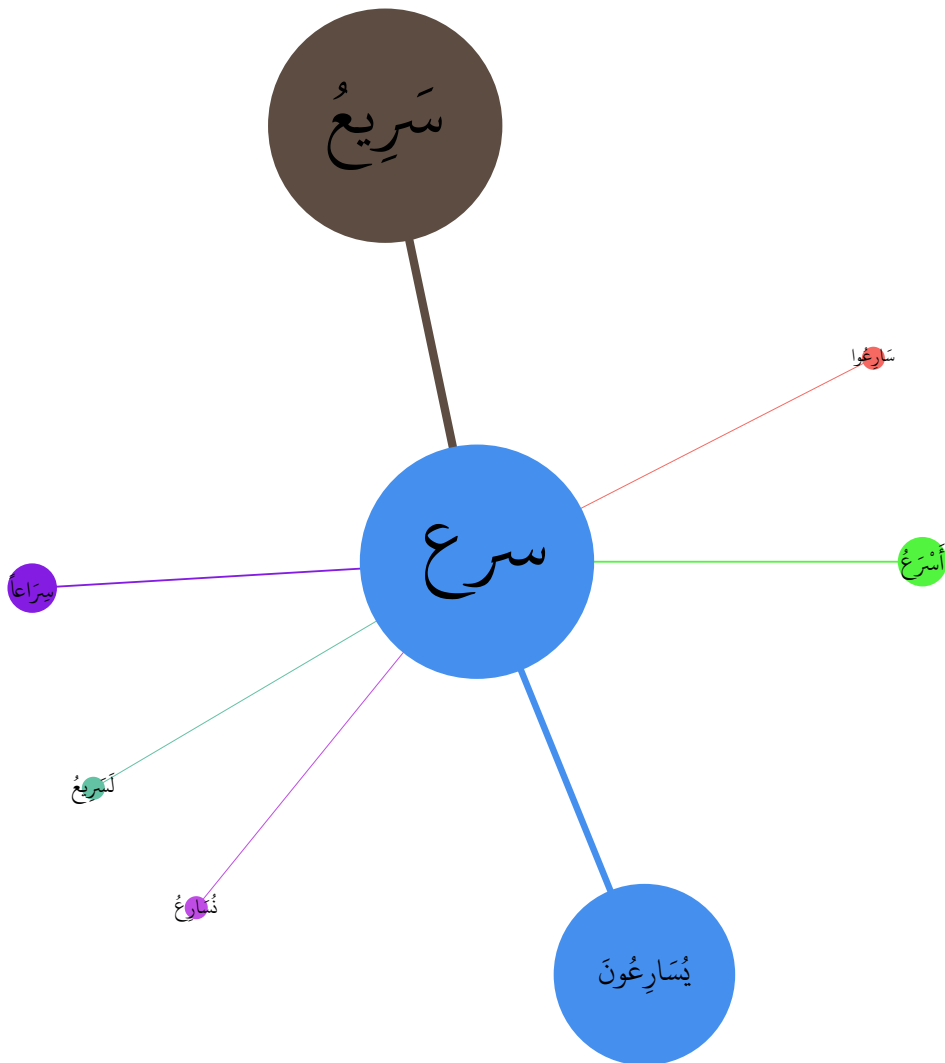 سَرِيعُ
سَارِعُوا
سرع
أَسْرَعُ
سِرَاعاً
لَسَرِيعُ
نُسَارِعُ
يُسَارِعُونَ